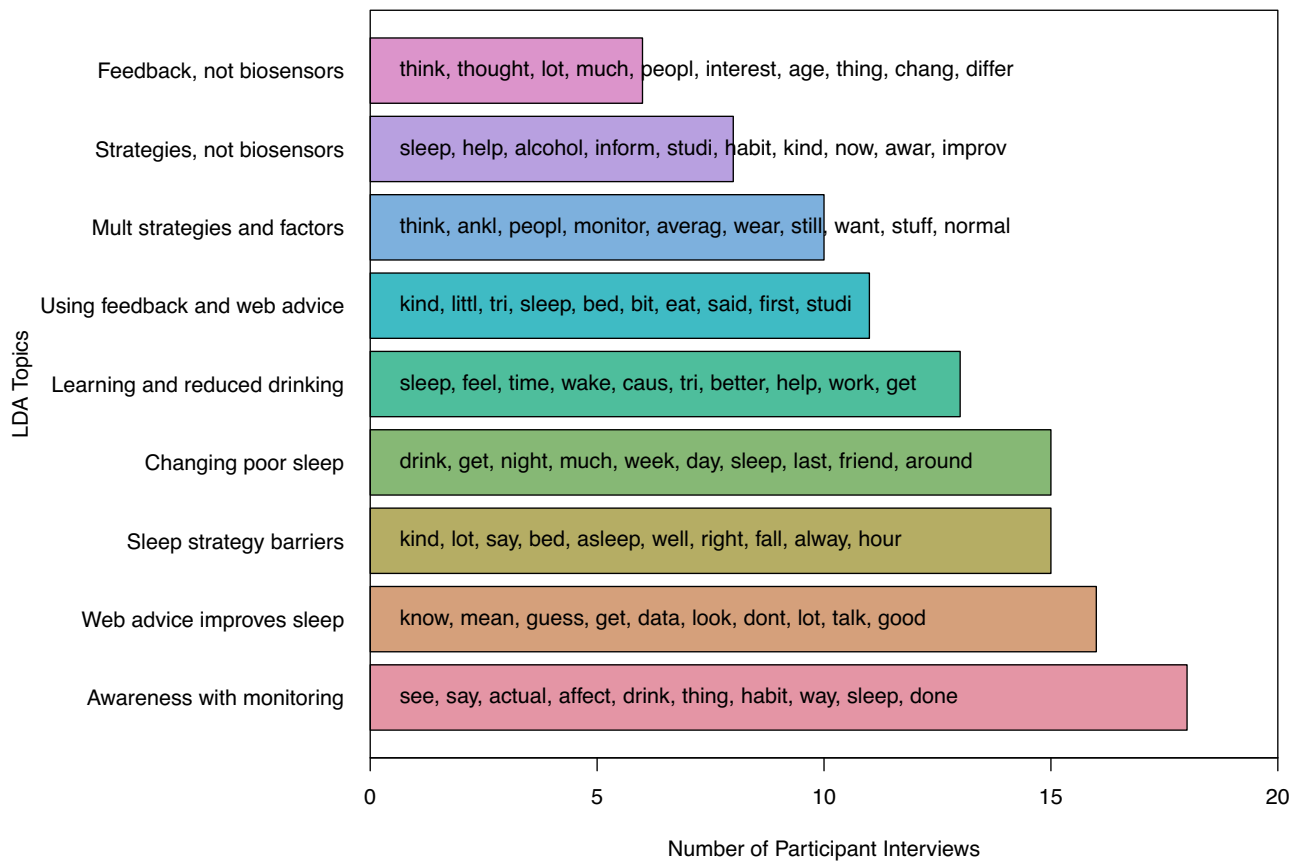 Feedback, not biosensors
think, thought, lot, much, peopl, interest, age, thing, chang, differ
Strategies, not biosensors
sleep, help, alcohol, inform, studi, habit, kind, now, awar, improv
Mult strategies and factors
think, ankl, peopl, monitor, averag, wear, still, want, stuff, normal
Using feedback and web advice
kind, littl, tri, sleep, bed, bit, eat, said, first, studi
Learning and reduced drinking
sleep, feel, time, wake, caus, tri, better, help, work, get
Changing poor sleep
drink, get, night, much, week, day, sleep, last, friend, around
Sleep strategy barriers
kind, lot, say, bed, asleep, well, right, fall, alway, hour
Web advice improves sleep
know, mean, guess, get, data, look, dont, lot, talk, good
Awareness with monitoring
see, say, actual, affect, drink, thing, habit, way, sleep, done
LDA Topics
0 5 10 15 20
Number of Participant Interviews